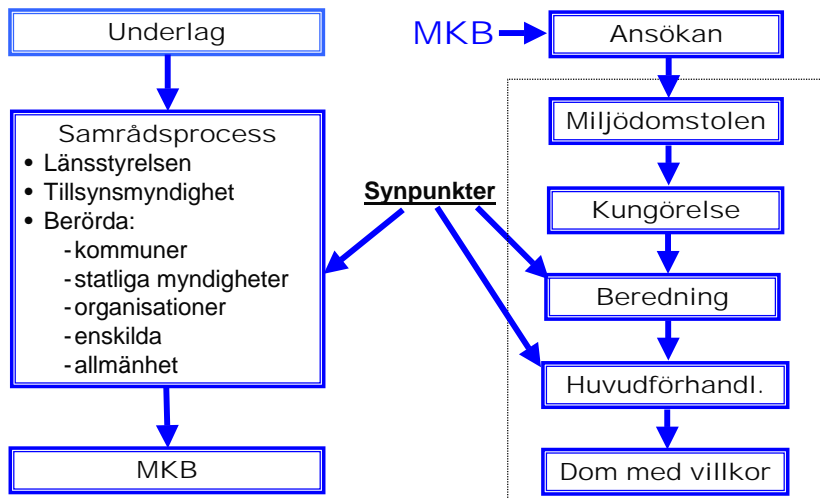 Underlag
Samrådsprocess
• Länsstyrelsen
• Tillsynsmyndighet
• Berörda:
-kommuner
-statliga myndigheter
-organisationer
-enskilda
-allmänhet
MKB
Synpunkter
MKB
Ansökan
Miljödomstolen
Kungörelse
Beredning
Huvudförhandl.
Dom med villkor